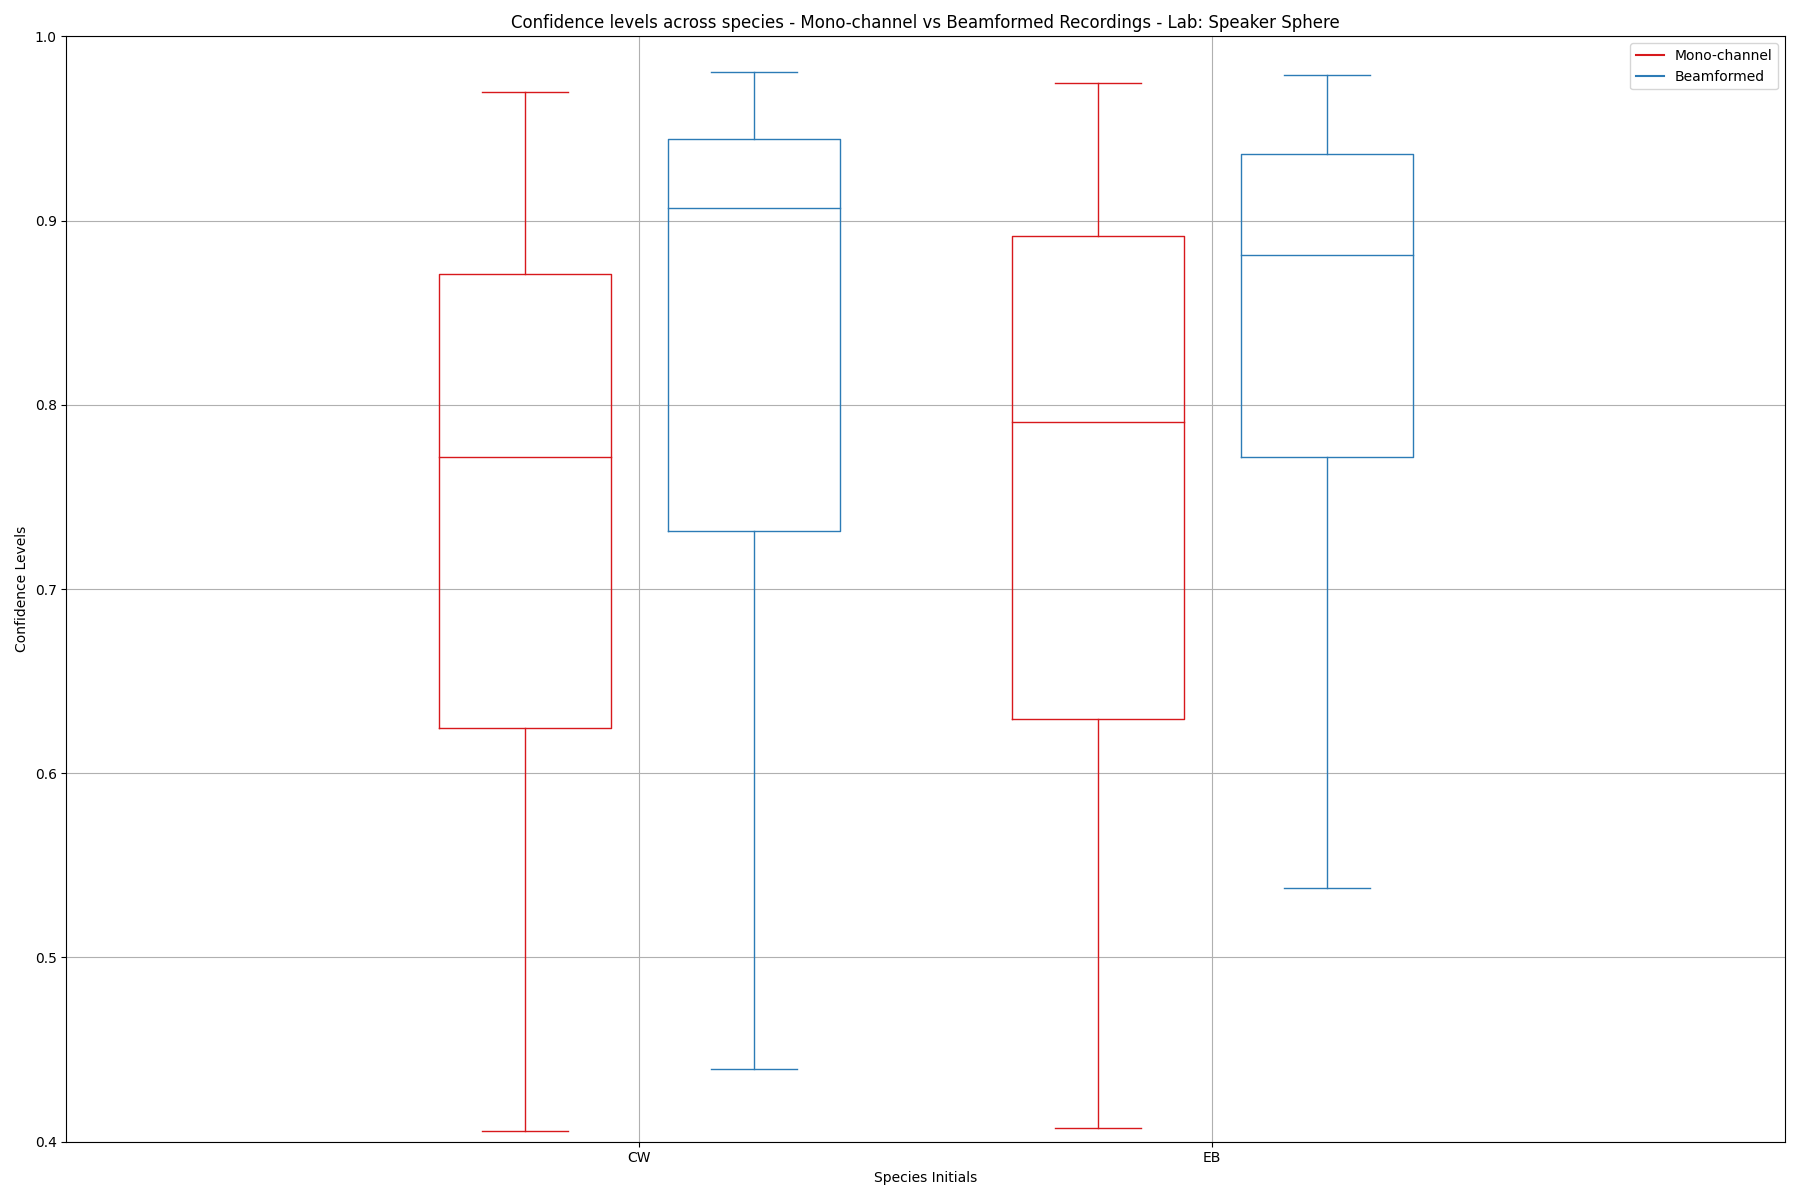 Confidence levels across species - Mono-channel vs Beamformed Recordings - Lab: Speaker Sphere
Mono-channel
Beamformed
Confidence Levels
1.0
0.9
0.8
0.7
0.6
0.5
0.4
CW
EB
Species Initials